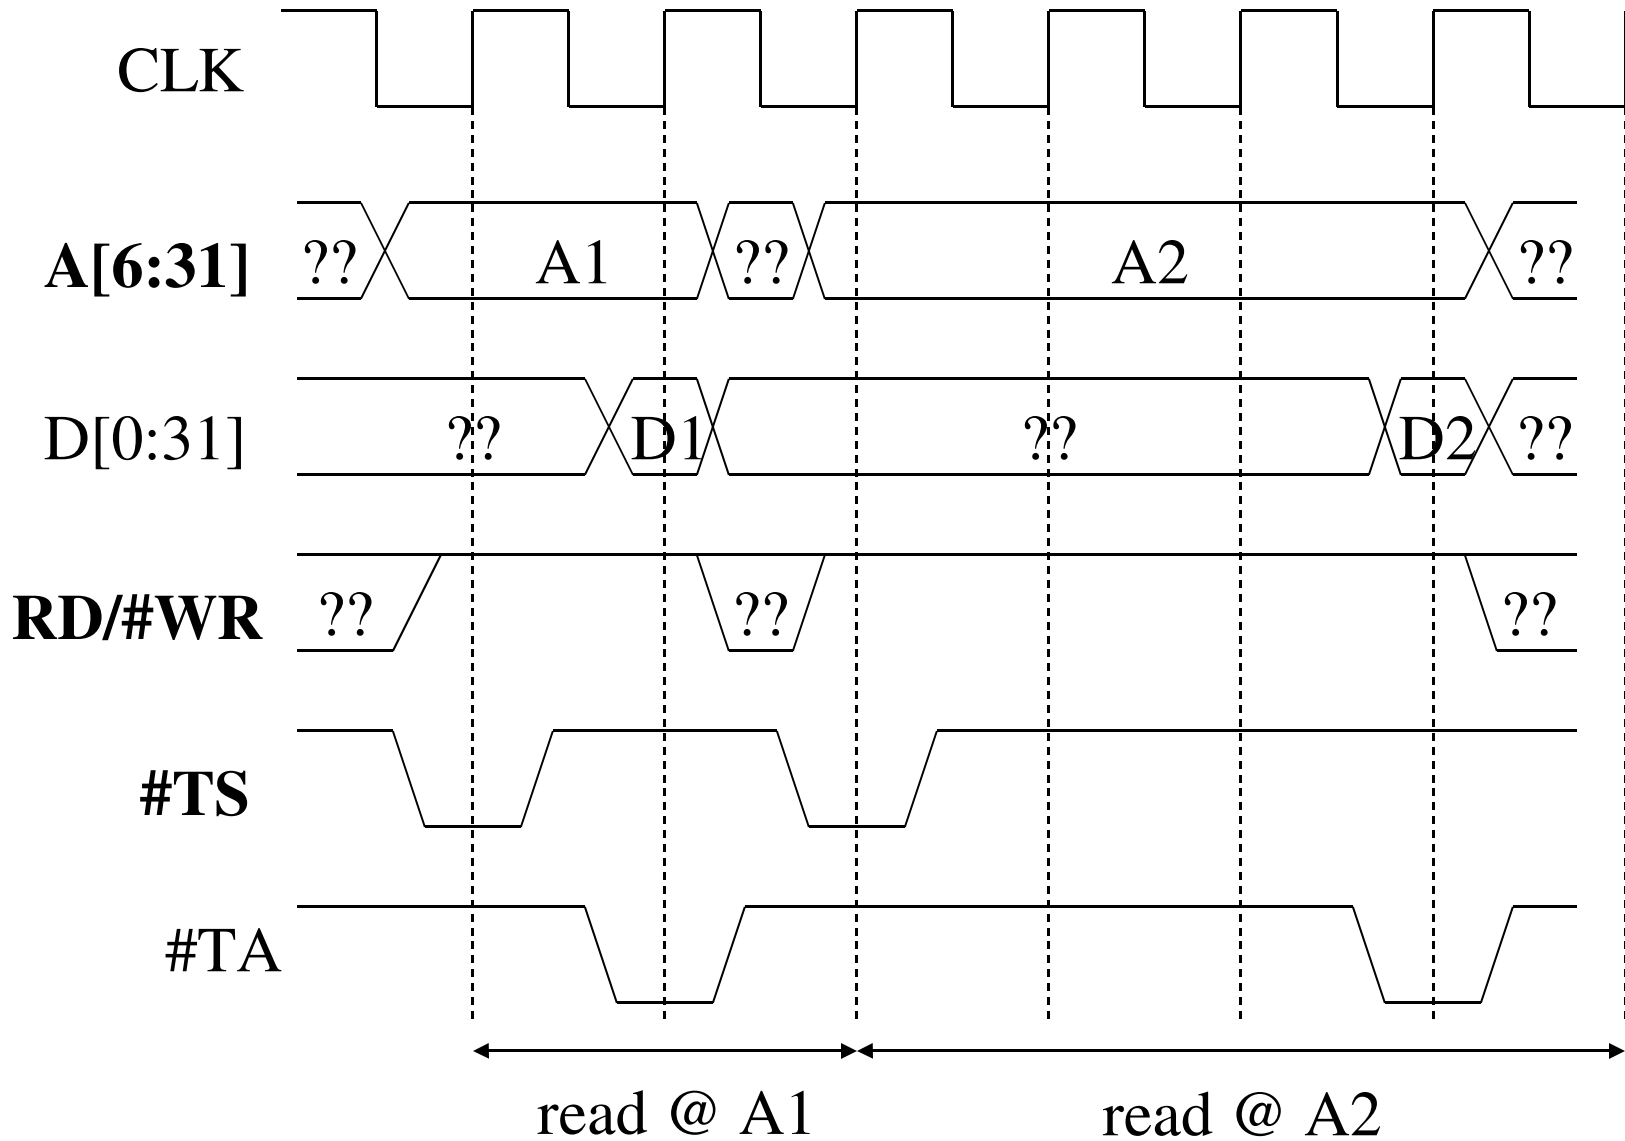 CLK
A[6:31] ?? A1 ?? A2 ??
D[0:31] ?? D1 ?? D2 ??
RD/#WR ?? ?? ??
#TS
#TA
read @ A1 read @ A2